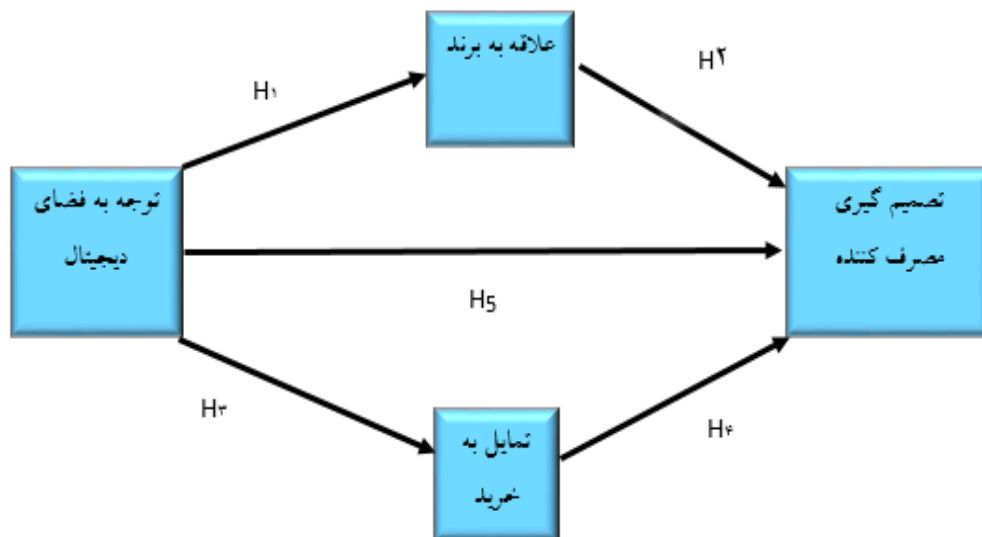 علاقه به برند
H۲
H۱
توجه به فضای
دیجیتال
تصمیم گیری
مصرف کننده
H5
H۳
H۴
تمایل به
خرید